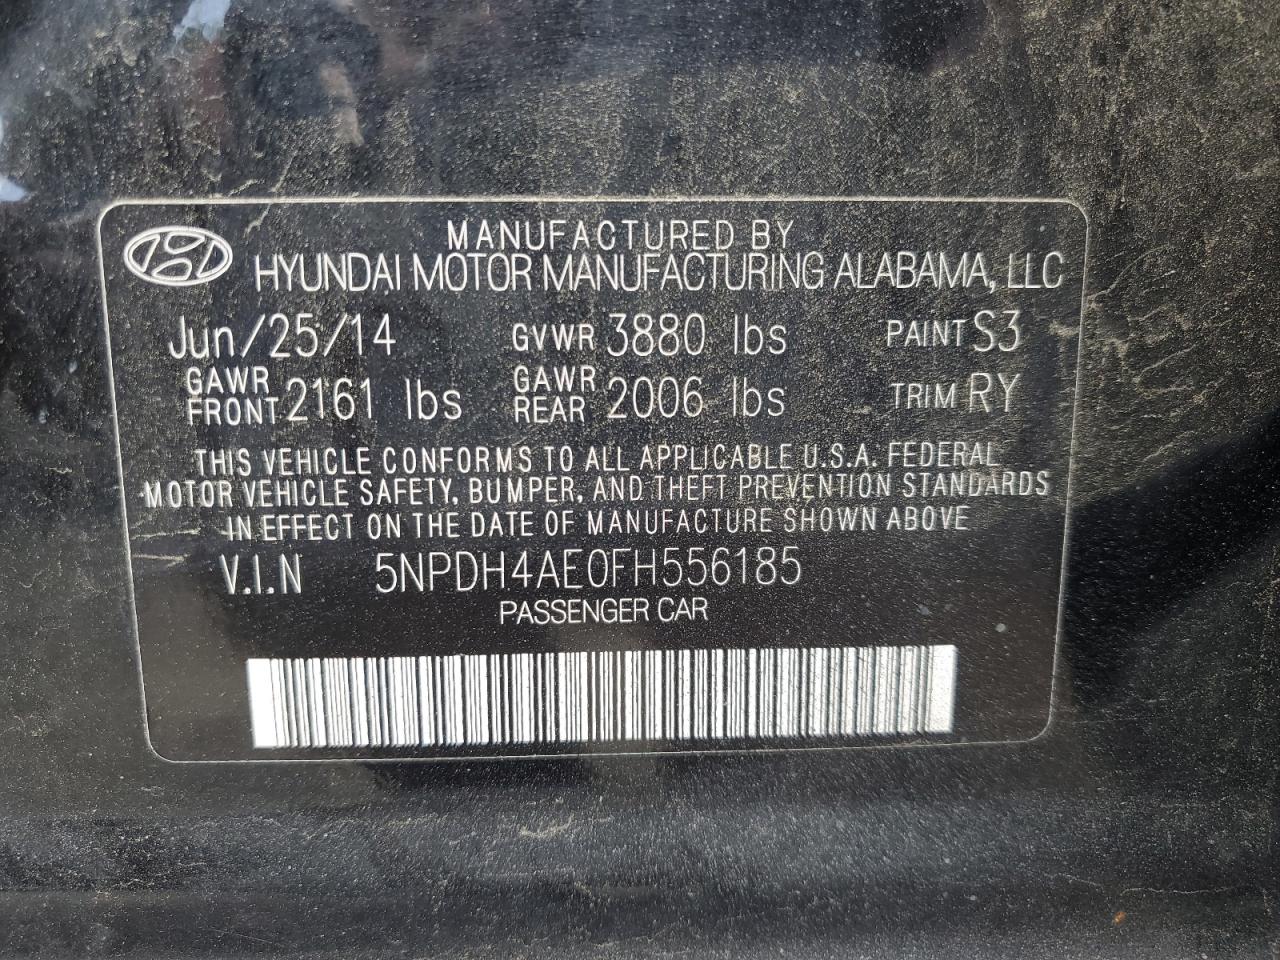 MANUFACTURED BY
HYUNDAI MOTOR MANUFACTURING ALABAMA, LLC
Jun/25/14 GVWR 3880 lbs PAINT S3
GAWR FRONT 2161 lbs GAWR REAR 2006 lbs TRIM RY
THIS VEHICLE CONFORMS TO ALL APPLICABLE U.S.A. FEDERAL
MOTOR VEHICLE SAFETY, BUMPER, AND THEFT PREVENTION STANDARDS
IN EFFECT ON THE DATE OF MANUFACTURE SHOWN ABOVE
V.I.N 5NPDH4AE0FH556185
PASSENGER CAR